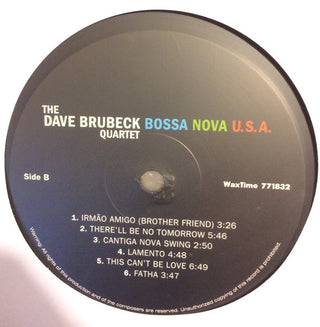 THE
DAVE BRUBECK BOSSA NOVA U.S.A.
QUARTET
Side B
WaxTime 771832
1. IRMÃO AMIGO (BROTHER FRIEND) 3:26
2. THERE'LL BE NO TOMORROW 5:46
3. CANTIGA NOVA SWING 2:50
4. LAMENTO 4:48
5. THIS CAN'T BE LOVE 6:49
6. FATHA 3:47
Warning: All rights of this production And of the composers are reserved. Unauthorized copying of this record is prohibited.